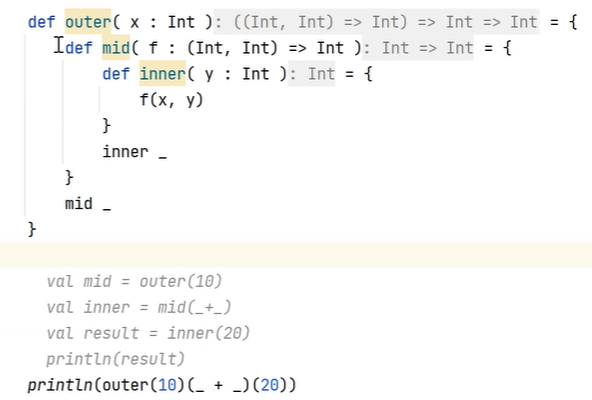 def outer( x : Int ): ((Int, Int) => Int) => Int => Int = {
def mid( f : (Int, Int) => Int ): Int => Int = {
def inner( y : Int ): Int = {
f(x, y)
}
inner _
}
mid _
}
val mid = outer(10)
val inner = mid(_+_)
val result = inner(20)
println(result)
println(outer(10)(_ + _)(20))